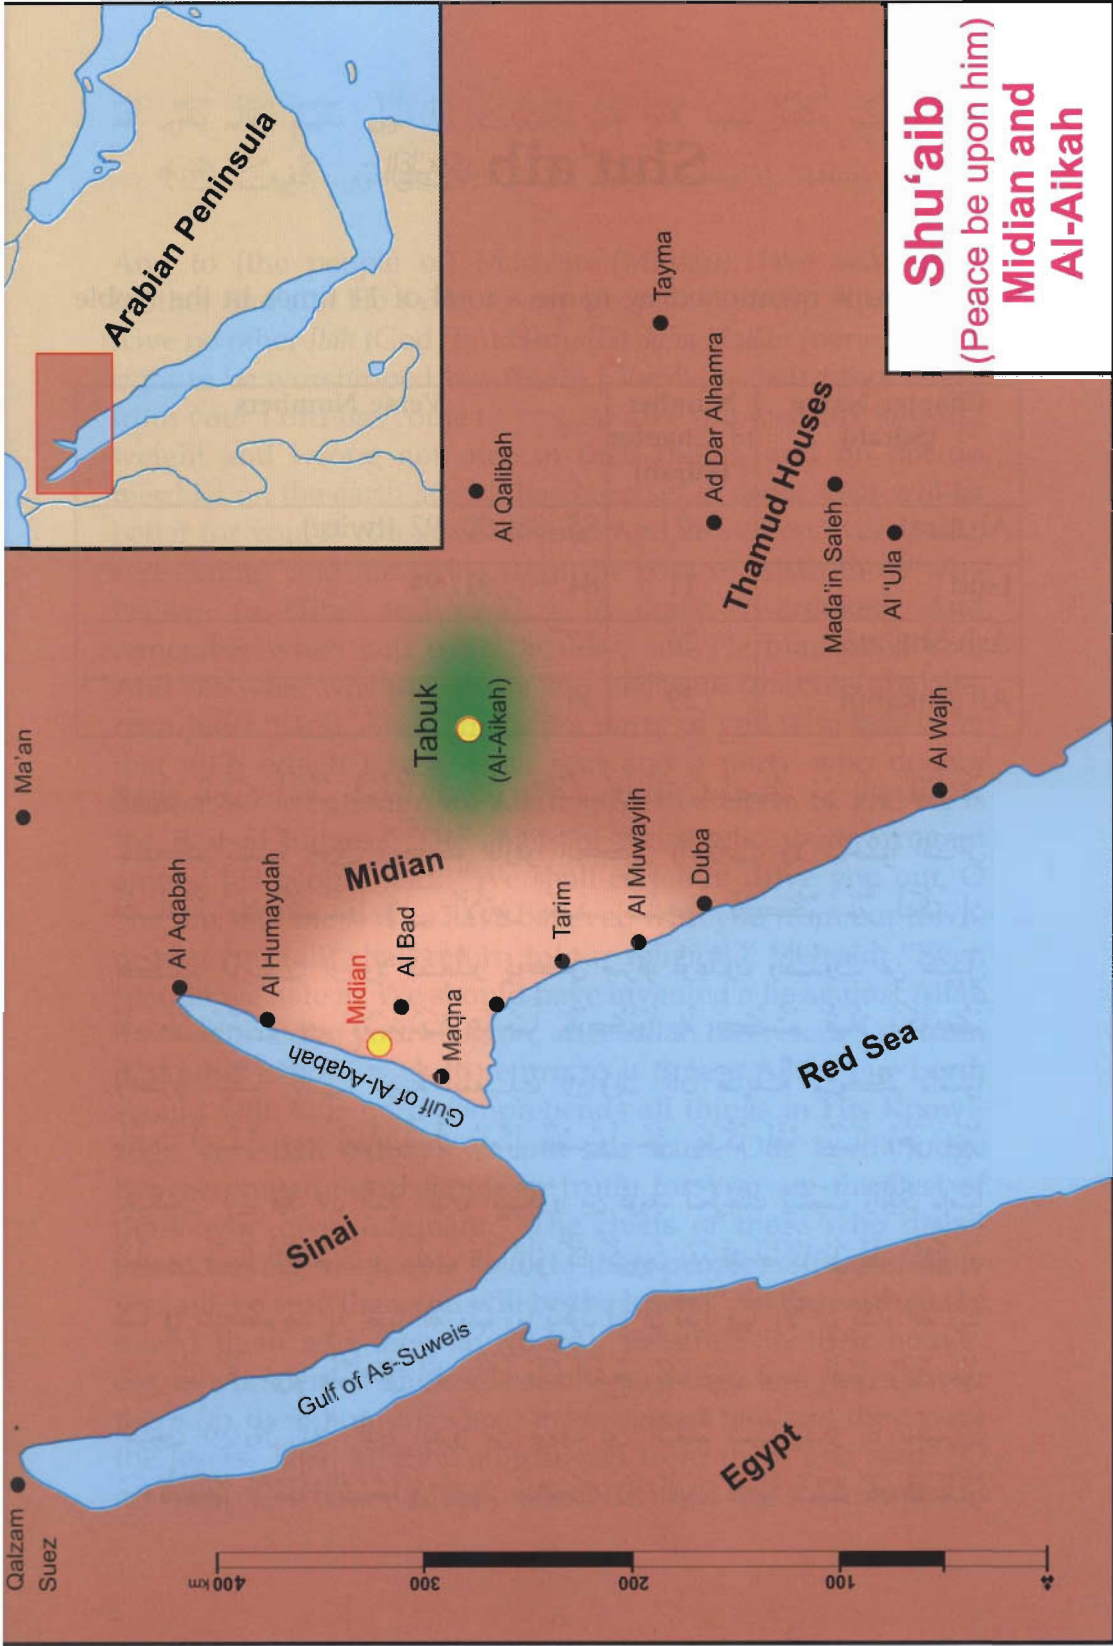 Shu‘aib
(Peace be upon him)
Midian and
Al-Aikah
Arabian Peninsula
Qalzam
Suez
Ma'an
Al Aqabah
Al Humaydah
Midian
Midian
Al Bad
Maqna
Gulf of Al-Aqabah
Tabuk
(Al-Aikah)
Al Qalibah
Tayma
Ad Dar Alhamra
Thamud Houses
Mada'in Saleh
Al 'Ula
Tarim
Al Muwaylih
Duba
Al Wajh
Sinai
Gulf of As-Suweis
Red Sea
Egypt
400 km
300
200
100